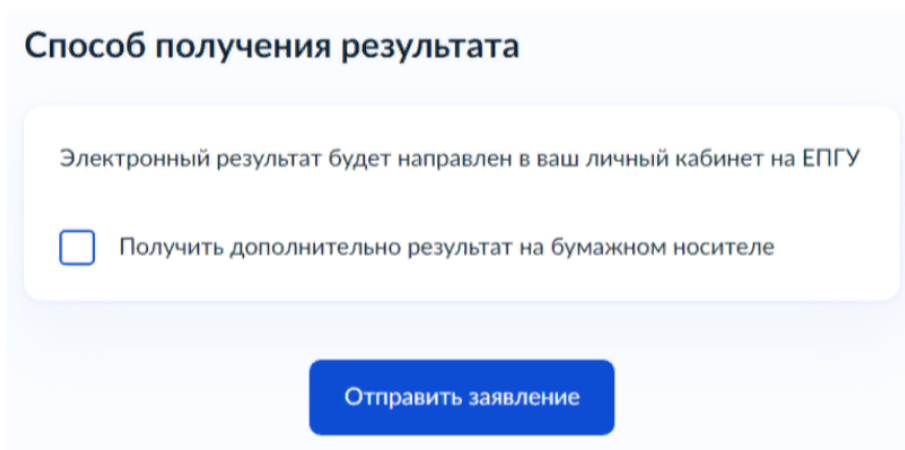 Способ получения результата
Электронный результат будет направлен в ваш личный кабинет на ЕПГУ
Получить дополнительно результат на бумажном носителе
Отправить заявление